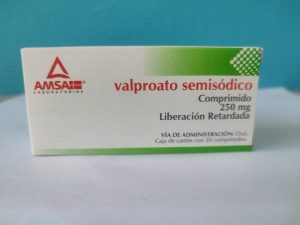 AMSA
LABORATORIOS
valproato semisódico
Comprimido
250 mg
Liberación Retardada
VÍA DE ADMINISTRACIÓN: Oral.
Caja de cartón con 30 comprimidos.